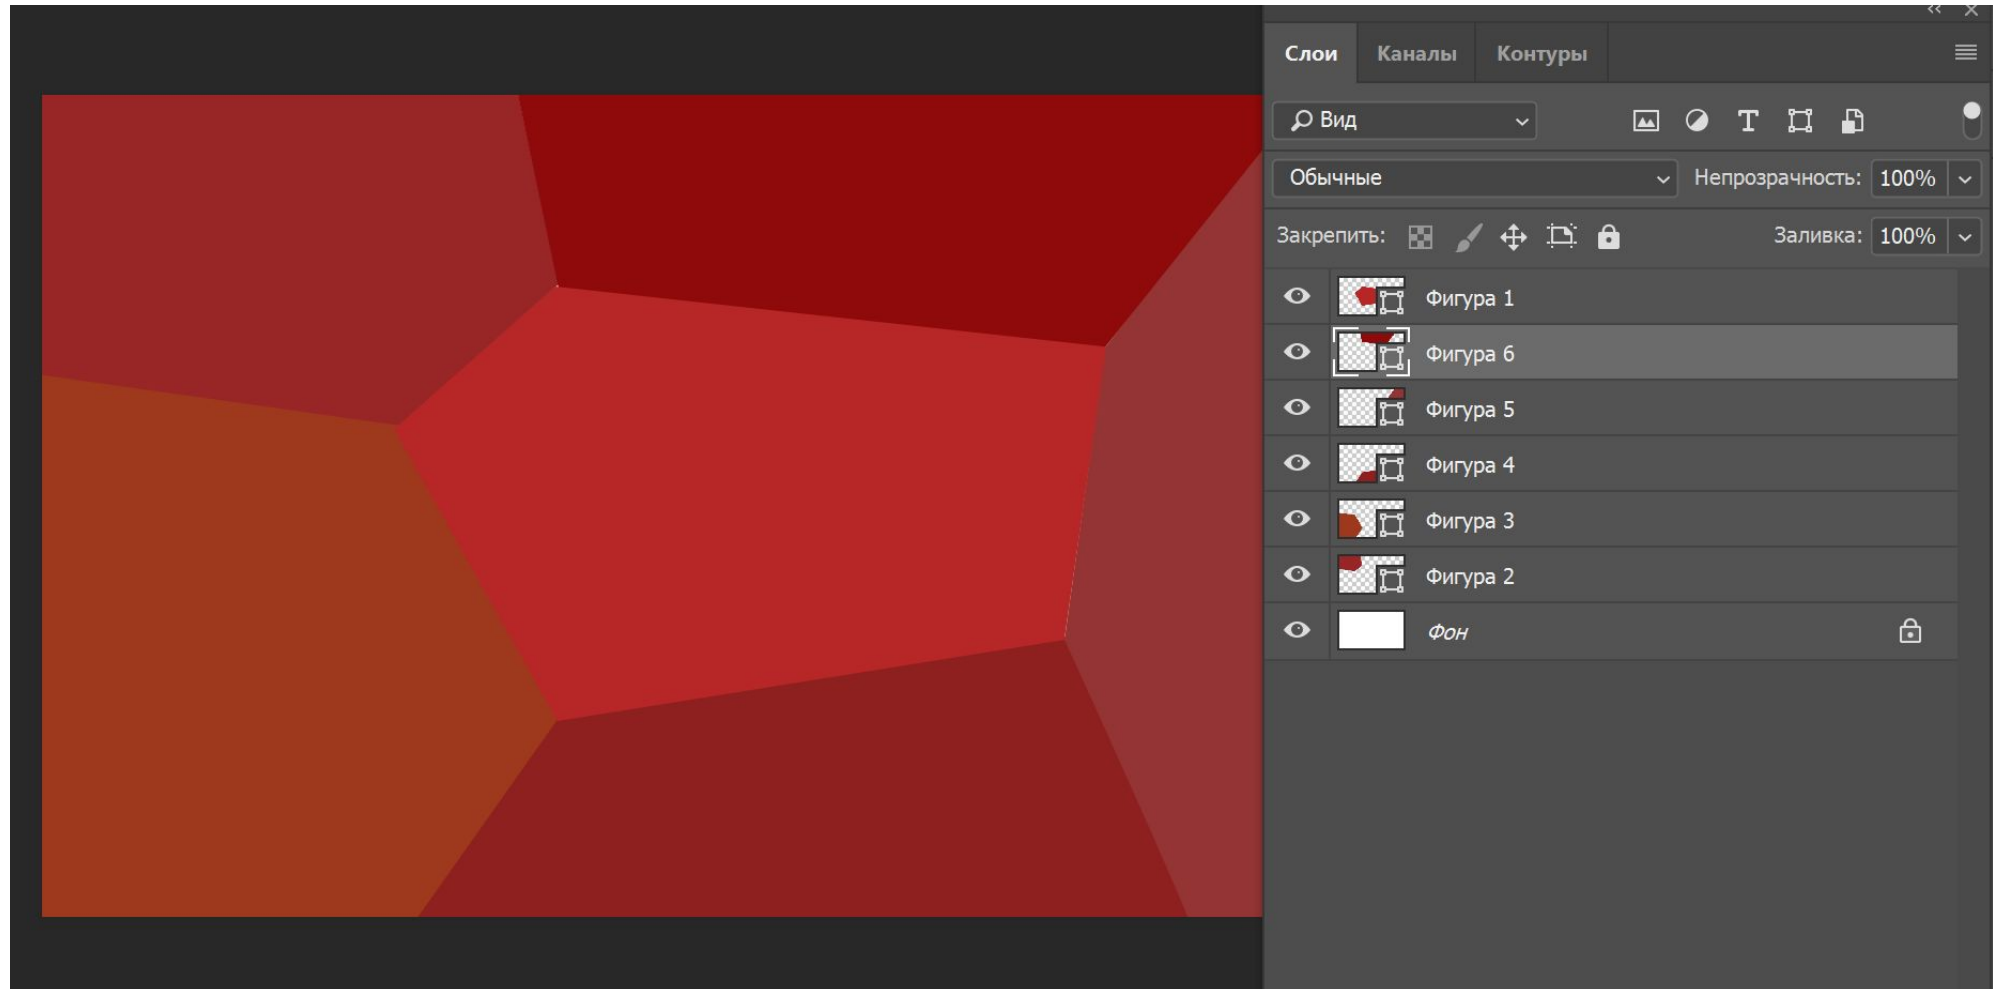 Слои Каналы Контуры
Вид
Обычные Непрозрачность: 100%
Закрепить: Заливка: 100%
Фигура 1
Фигура 6
Фигура 5
Фигура 4
Фигура 3
Фигура 2
Фон